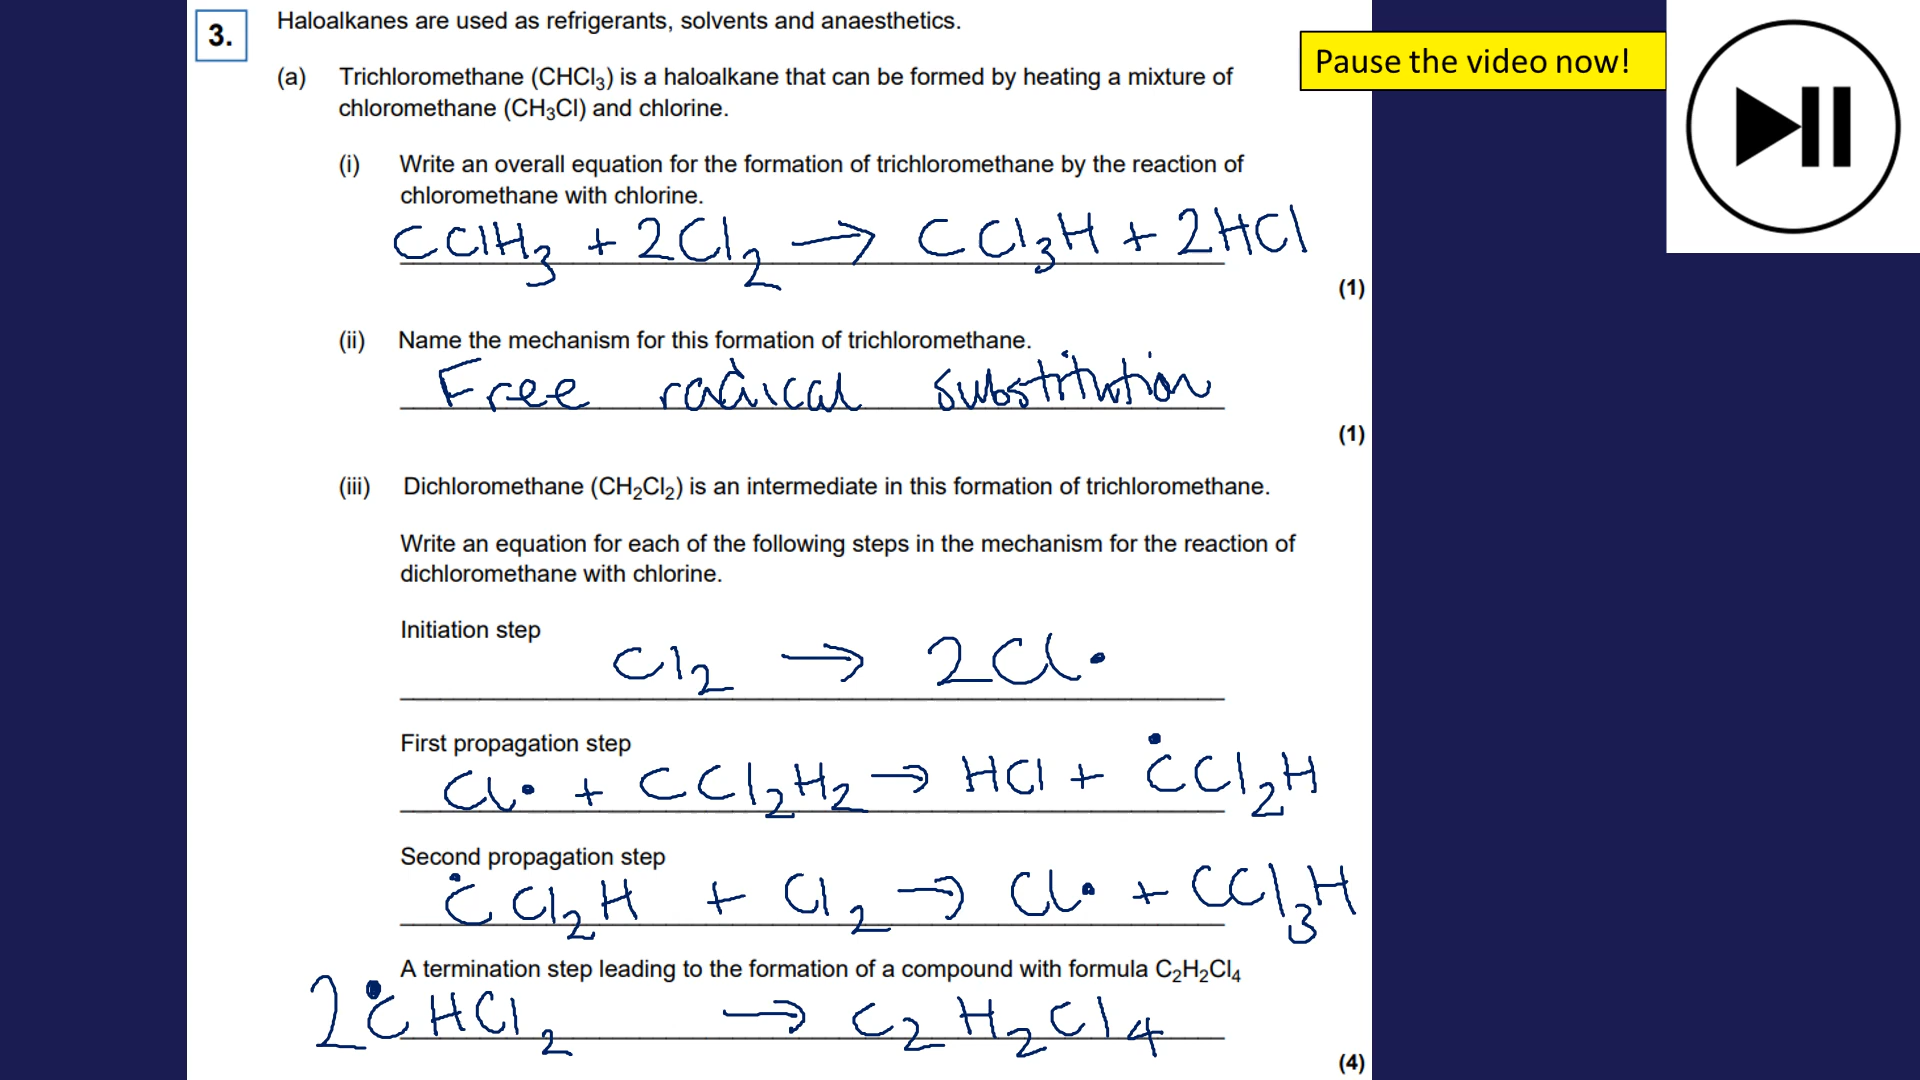 3.
Haloalkanes are used as refrigerants, solvents and anaesthetics.
Pause the video now!
(a) Trichloromethane (CHCl₃) is a haloalkane that can be formed by heating a mixture of
chloromethane (CH₃Cl) and chlorine.
(i) Write an overall equation for the formation of trichloromethane by the reaction of
chloromethane with chlorine.
CClH₃ + 2Cl₂ → CCl₃H + 2HCl
(1)
(ii) Name the mechanism for this formation of trichloromethane.
Free radical substitution
(1)
(iii) Dichloromethane (CH₂Cl₂) is an intermediate in this formation of trichloromethane.
Write an equation for each of the following steps in the mechanism for the reaction of
dichloromethane with chlorine.
Initiation step
Cl₂ → 2Cl•
First propagation step
Cl• + CCl₂H₂ → HCl + •CCl₂H
Second propagation step
•CCl₂H + Cl₂ → Cl• + CCl₃H
A termination step leading to the formation of a compound with formula C₂H₂Cl₄
2•CHCl₂ → C₂H₂Cl₄
(4)